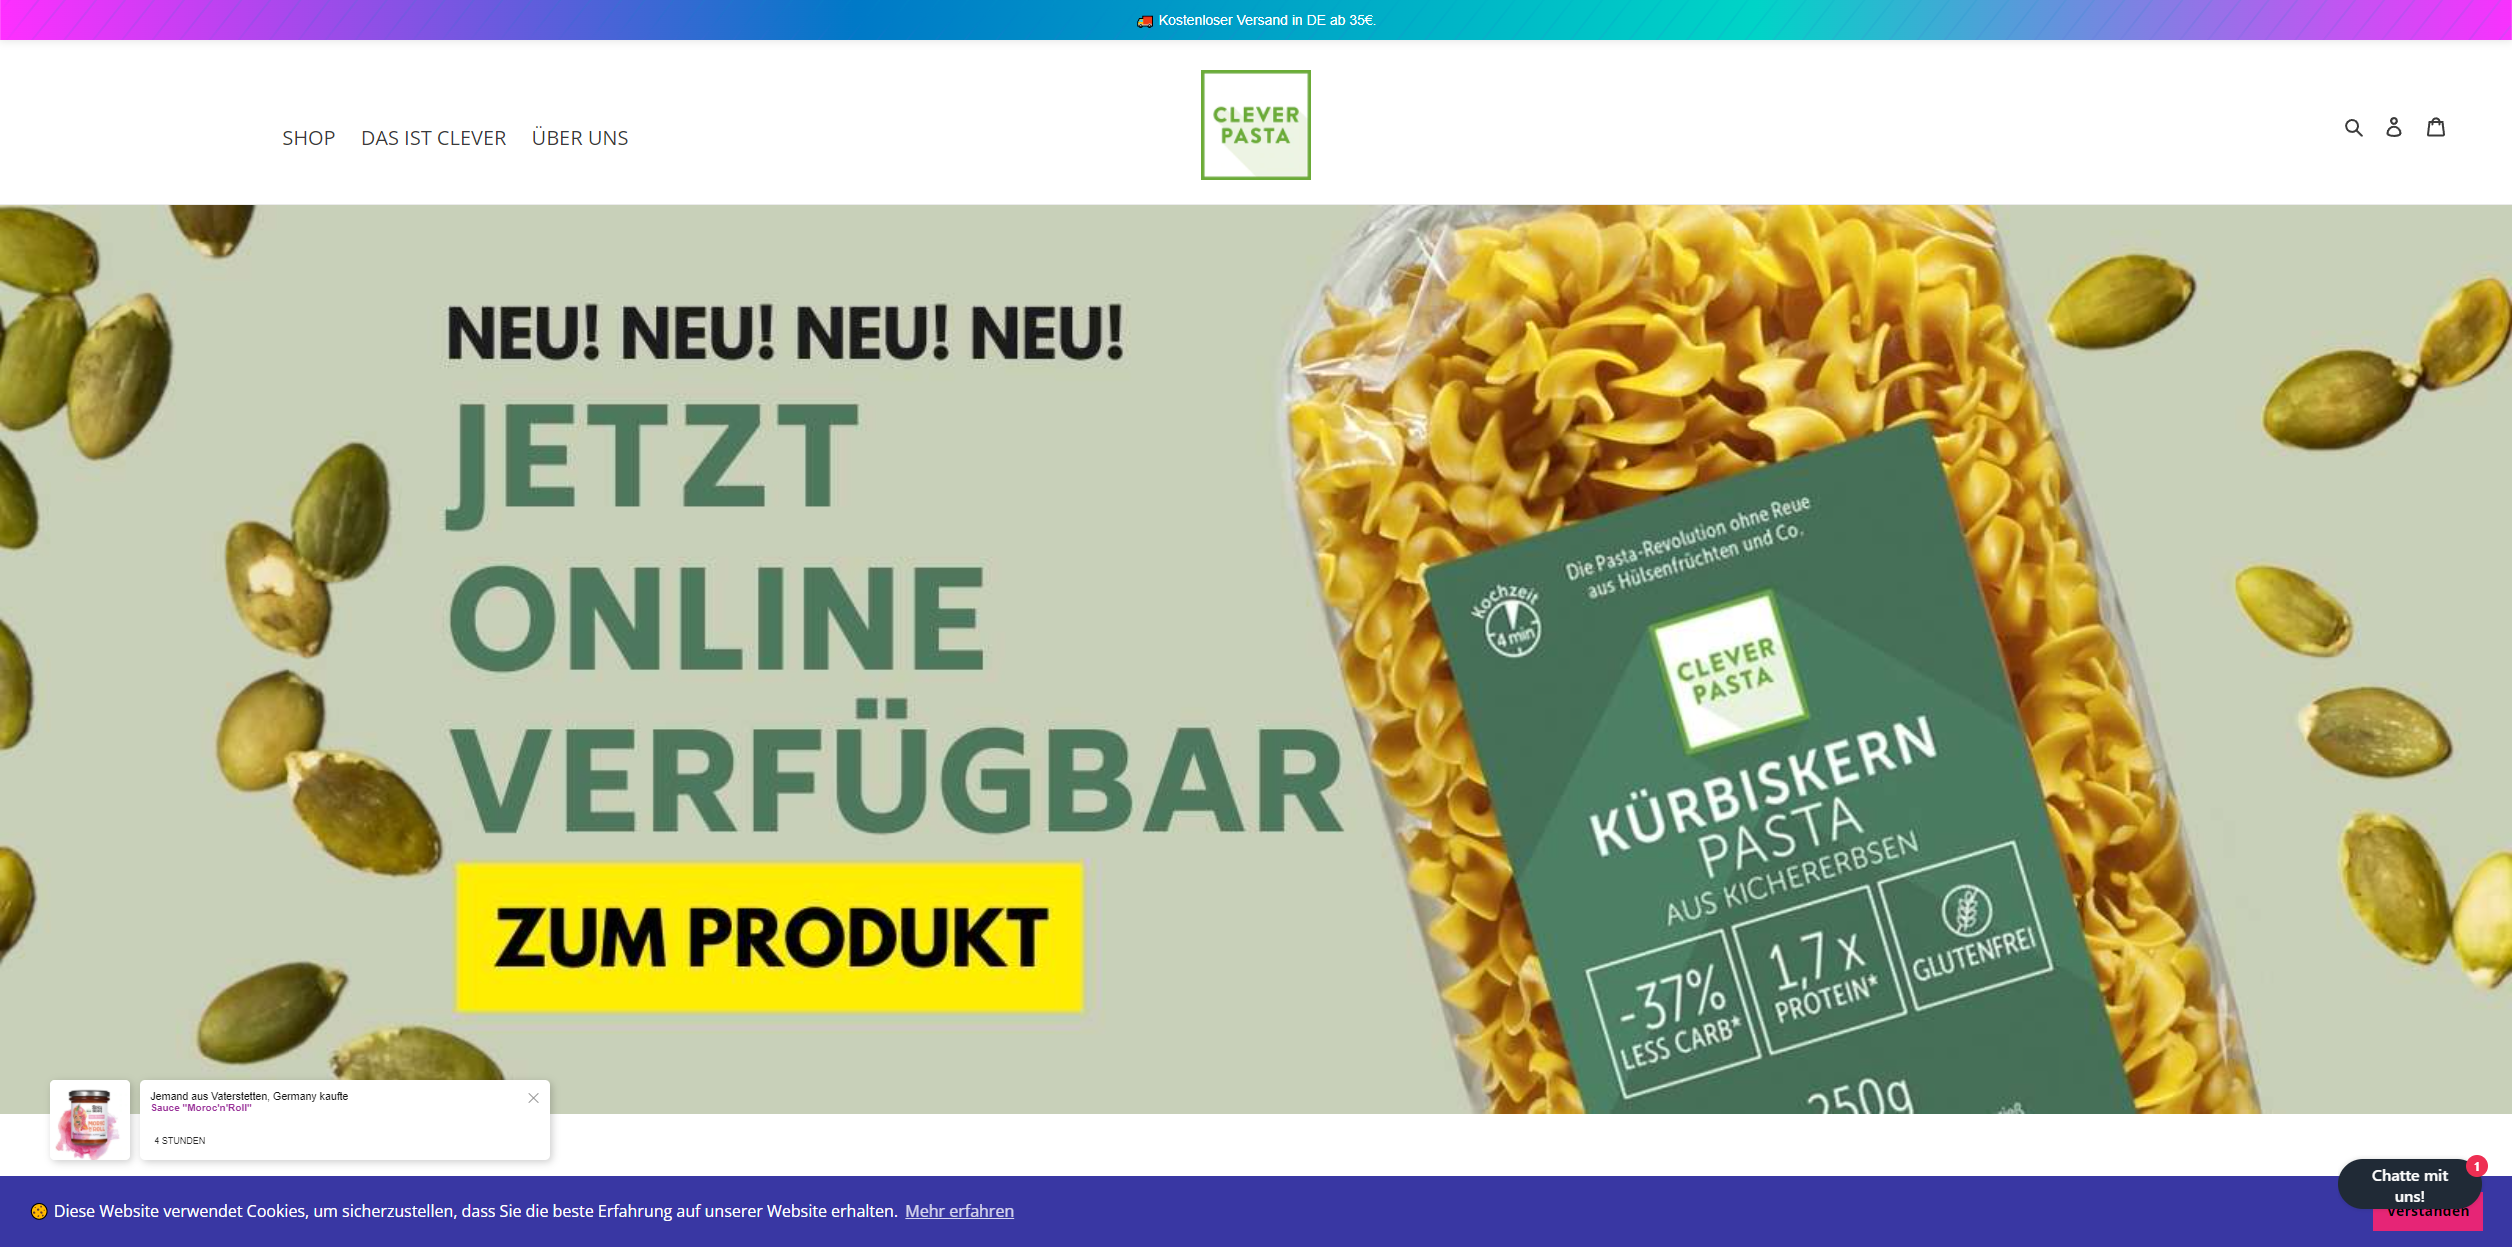 🚚 Kostenloser Versand in DE ab 35€.
SHOP DAS IST CLEVER ÜBER UNS
CLEVER
PASTA
NEU! NEU! NEU! NEU!
JETZT
ONLINE
VERFÜGBAR
ZUM PRODUKT
Die Pasta-Revolution ohne Reue
aus Hülsenfrüchten und Co.
Kochzeit
4 min
CLEVER
PASTA
KÜRBISKERN
PASTA
AUS KICHERERBSEN
-37%
LESS CARB*
1,7 x
PROTEIN*
GLUTENFREI
250g
Jemand aus Vaterstetten, Germany kaufte
Sauce "Moroc'n'Roll"
4 STUNDEN
🍪 Diese Website verwendet Cookies, um sicherzustellen, dass Sie die beste Erfahrung auf unserer Website erhalten. Mehr erfahren
Chatte mit
uns!
1
Verstanden